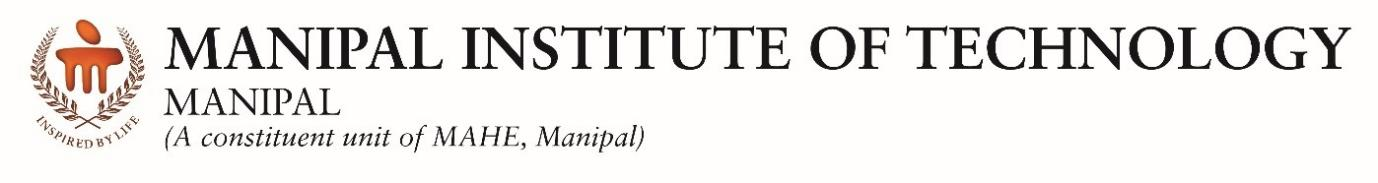 MANIPAL INSTITUTE OF TECHNOLOGY
MANIPAL
(A constituent unit of MAHE, Manipal)
INSPIRED BY LIFE